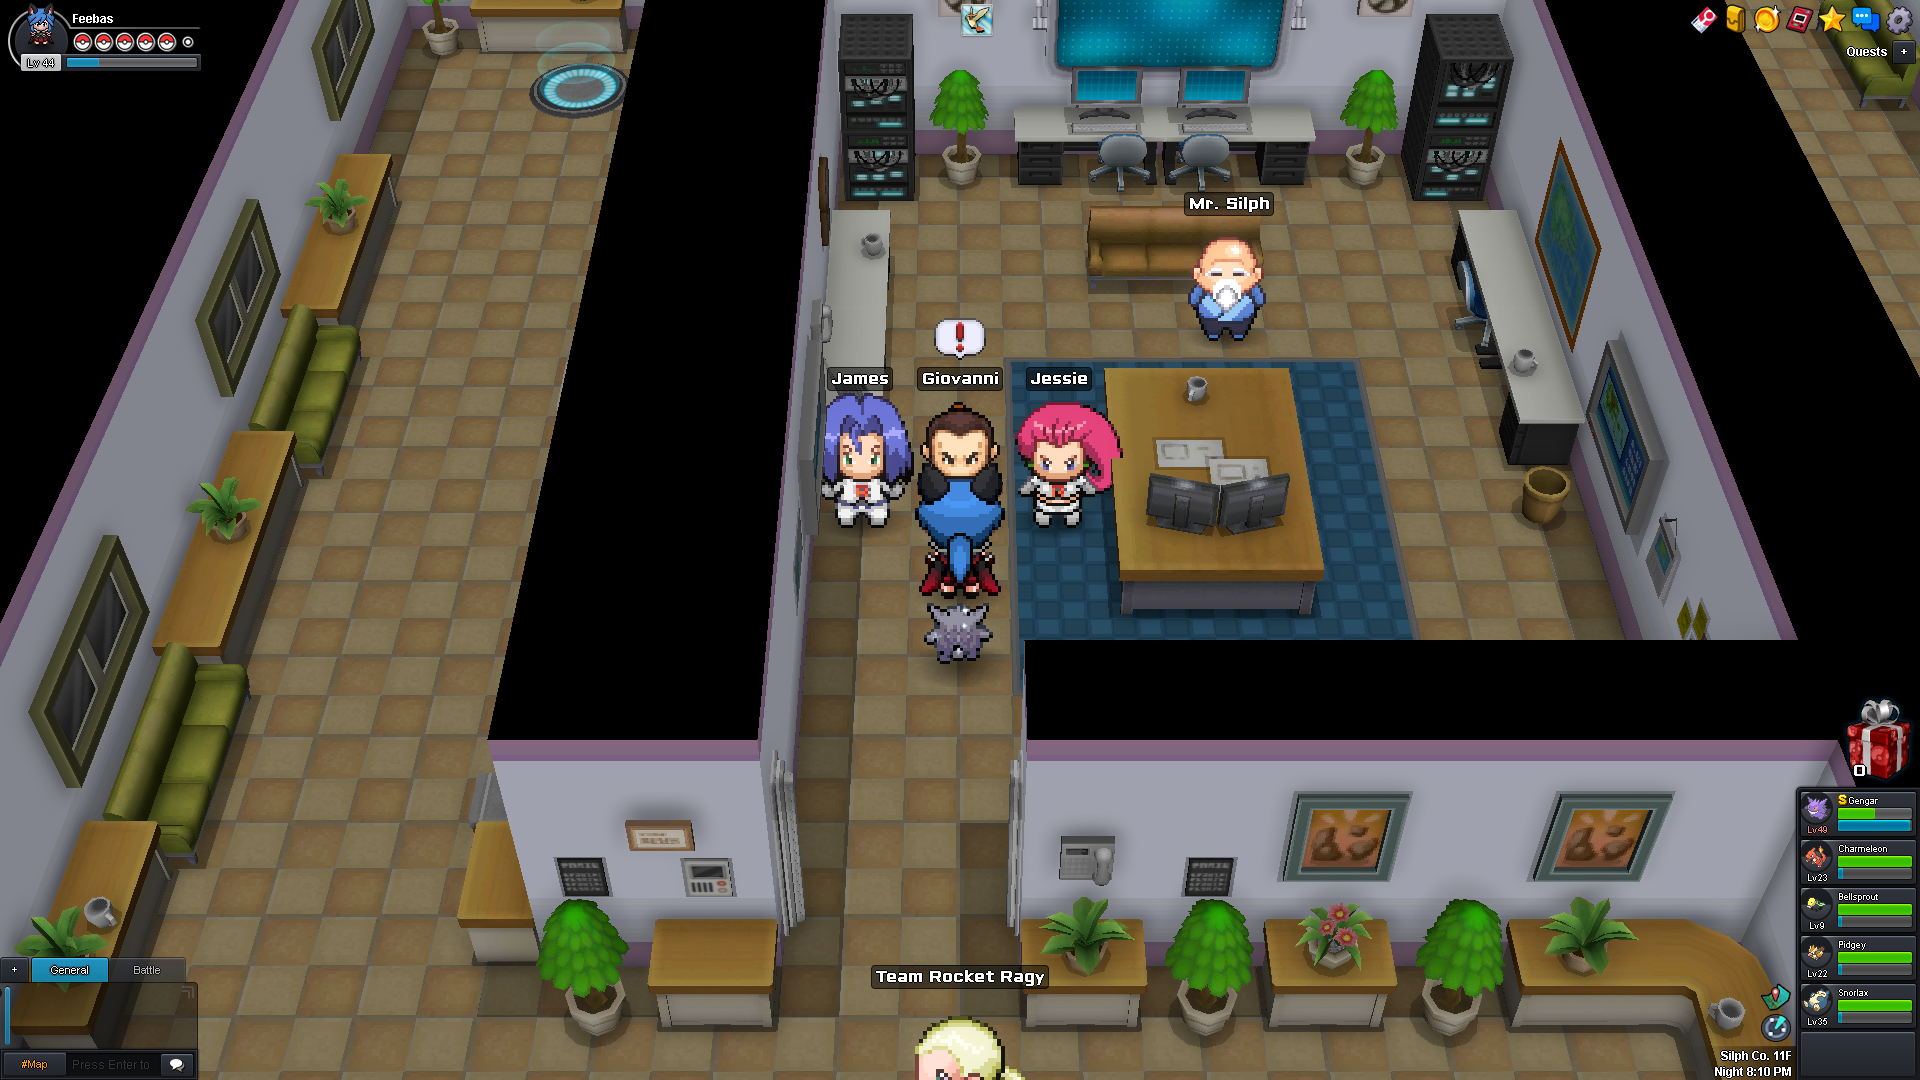 Feebas
Lv 44
Quests
+
Mr. Silph
!
James
Giovanni
Jessie
0
S Gengar
Lv49
Charmeleon
Lv23
Bellsprout
Lv9
Pidgey
Lv22
Snorlax
Lv35
Team Rocket Ragy
+
General
Battle
#Map
Press Enter to
Silph Co. 11F
Night 8:10 PM